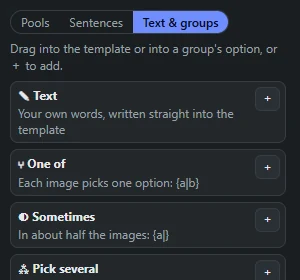 Pools Sentences Text & groups
Drag into the template or into a group's option, or
+ to add.
Text
+
Your own words, written straight into the
template
One of
+
Each image picks one option: {a|b}
Sometimes
+
In about half the images: {a|}
Pick several
+